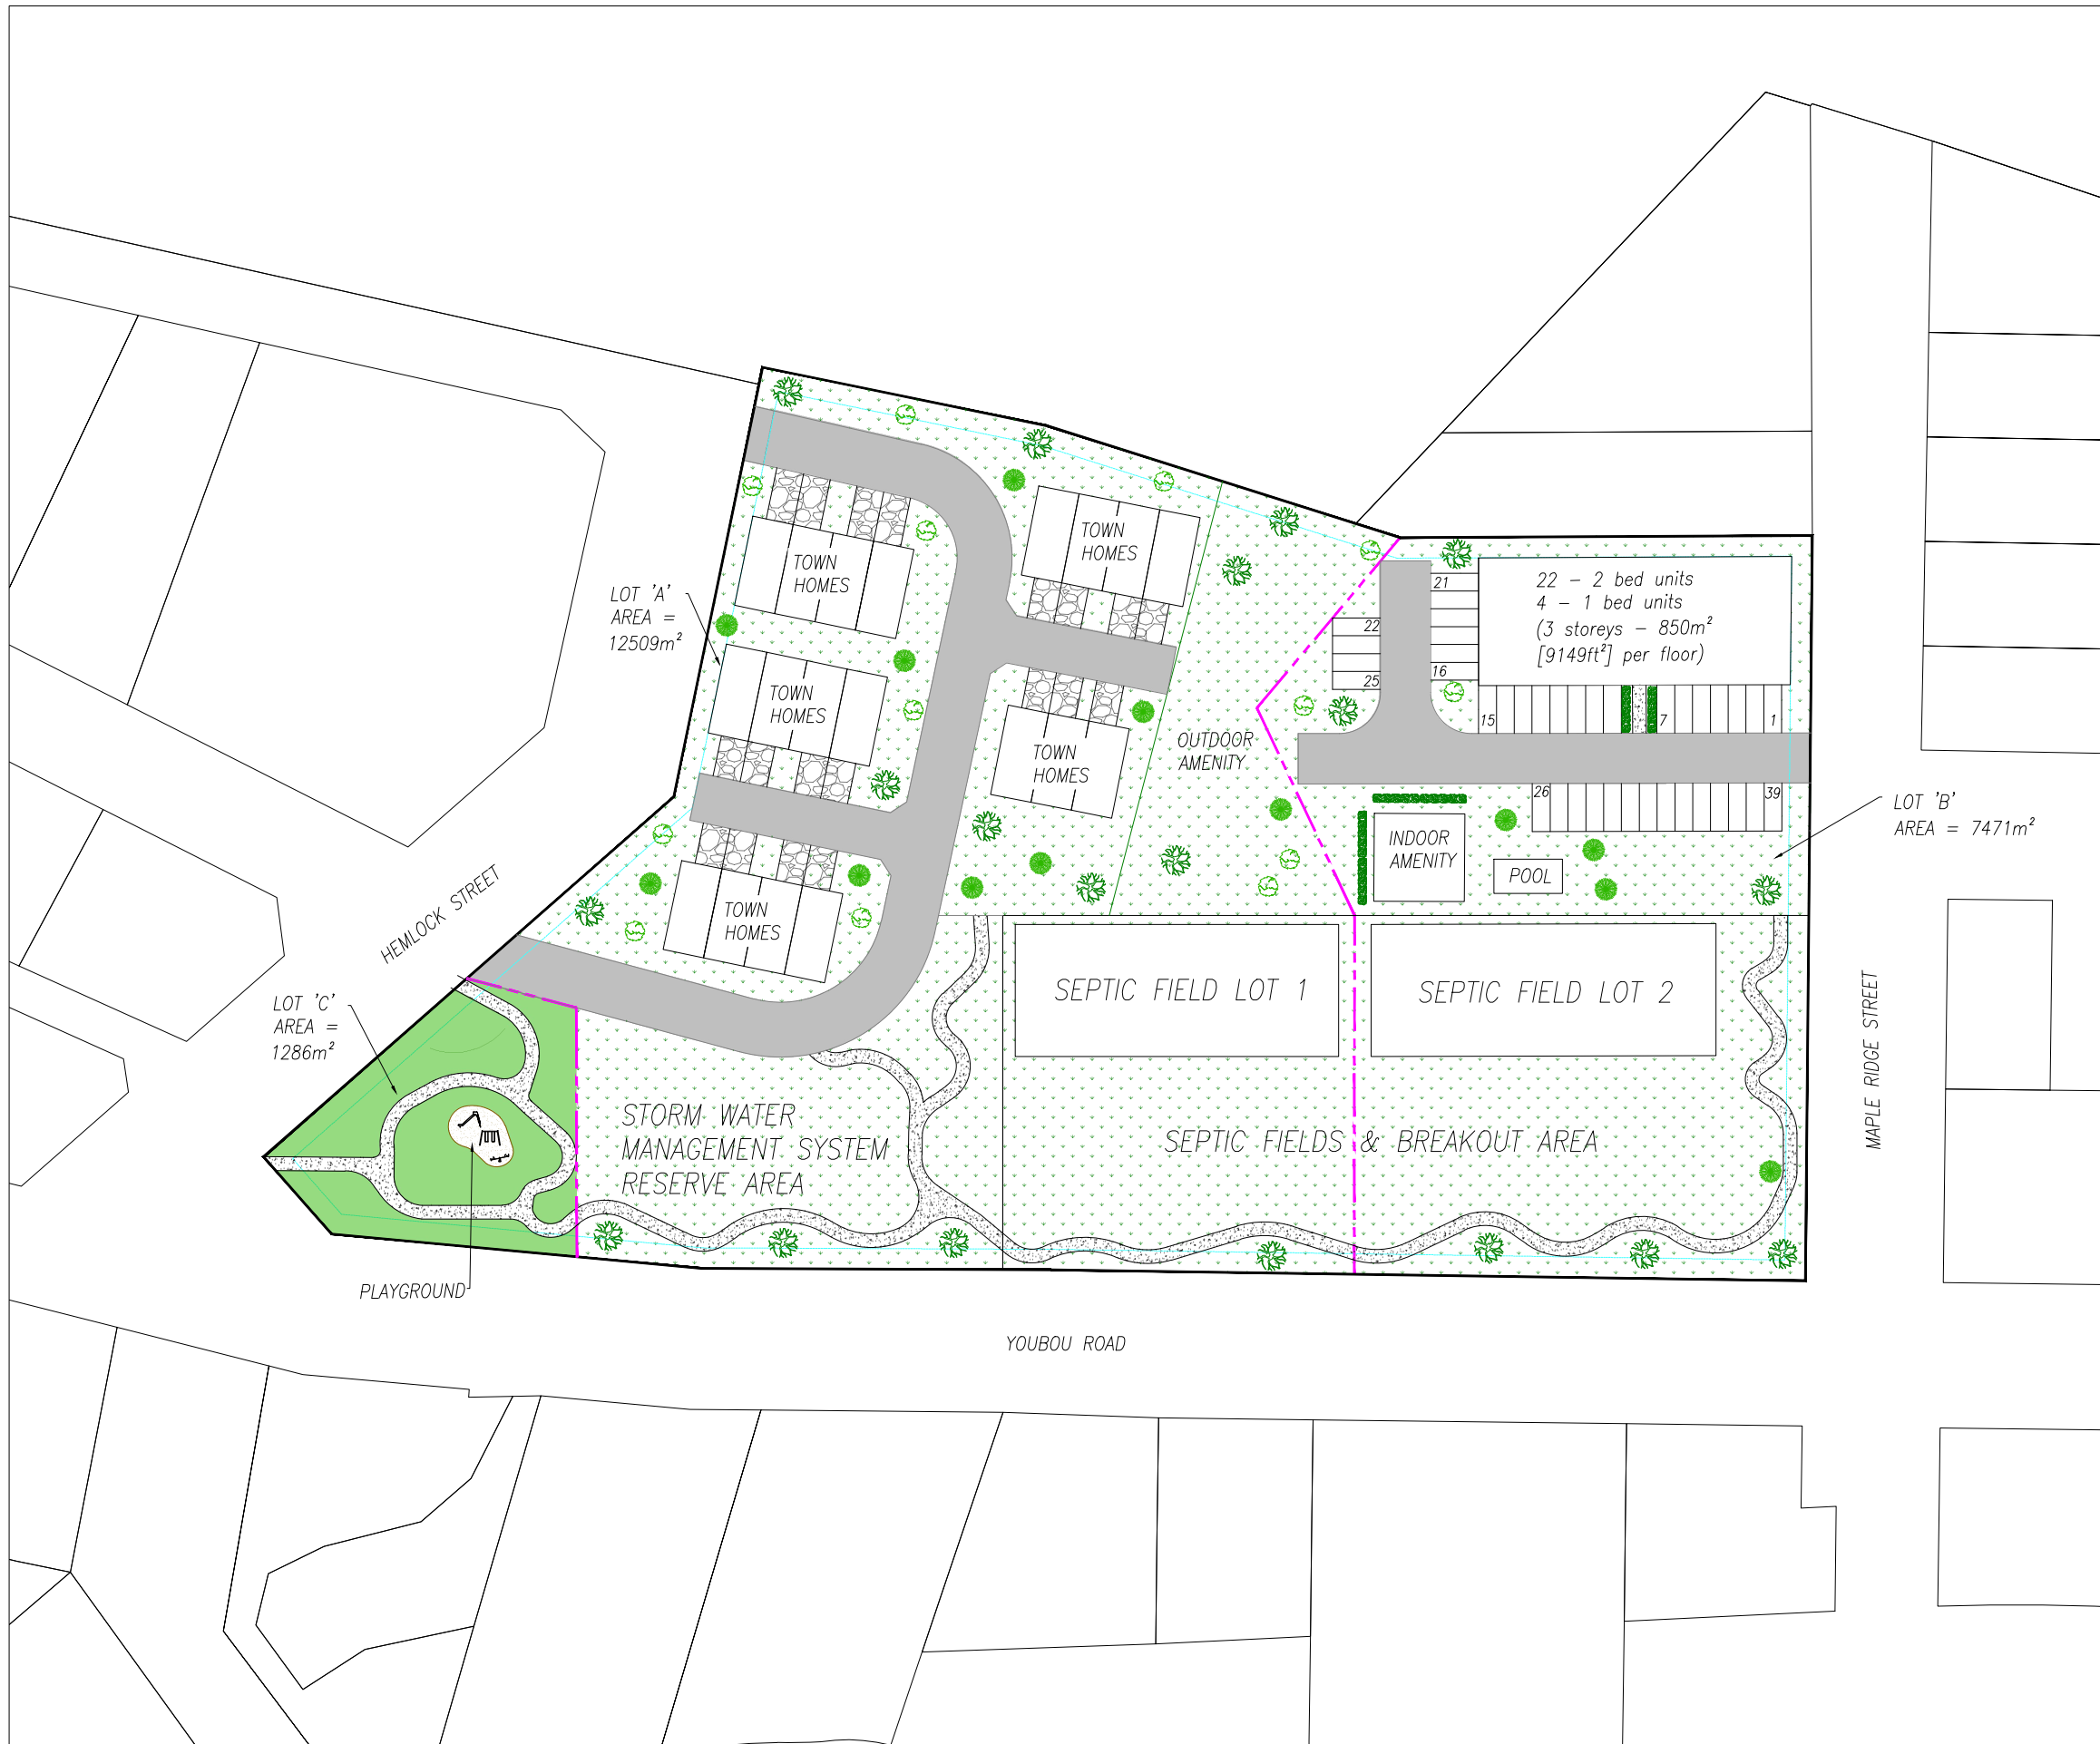 TOWN
HOMES
TOWN
HOMES
LOT 'A'
AREA =
12509m²
21
22
25
16
22 - 2 bed units
4 - 1 bed units
(3 storeys - 850m²
[9149ft²] per floor)
TOWN
HOMES
TOWN
HOMES
OUTDOOR
AMENITY
15
7
1
26
39
LOT 'B'
AREA = 7471m²
INDOOR
AMENITY
POOL
TOWN
HOMES
HEMLOCK STREET
LOT 'C'
AREA =
1286m²
SEPTIC FIELD LOT 1
SEPTIC FIELD LOT 2
MAPLE RIDGE STREET
STORM WATER
MANAGEMENT SYSTEM
RESERVE AREA
SEPTIC FIELDS & BREAKOUT AREA
PLAYGROUND
YOUBOU ROAD